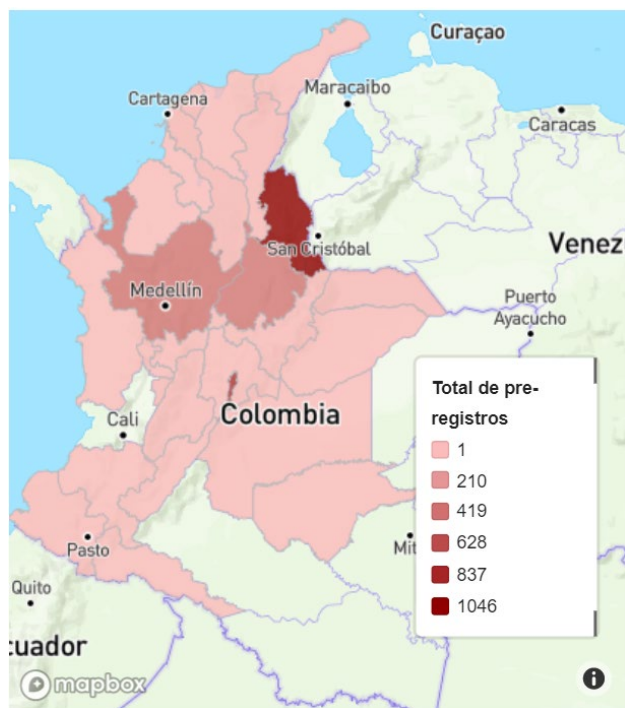 Curaçao
Maracaibo
Cartagena
Caracas
San Cristóbal
Venez
Medellín
Puerto
Ayacucho
Total de pre-
registros
Colombia
Cali
1
210
419
628
837
1046
Mit
Pasto
Quito
cuador
mapbox
i